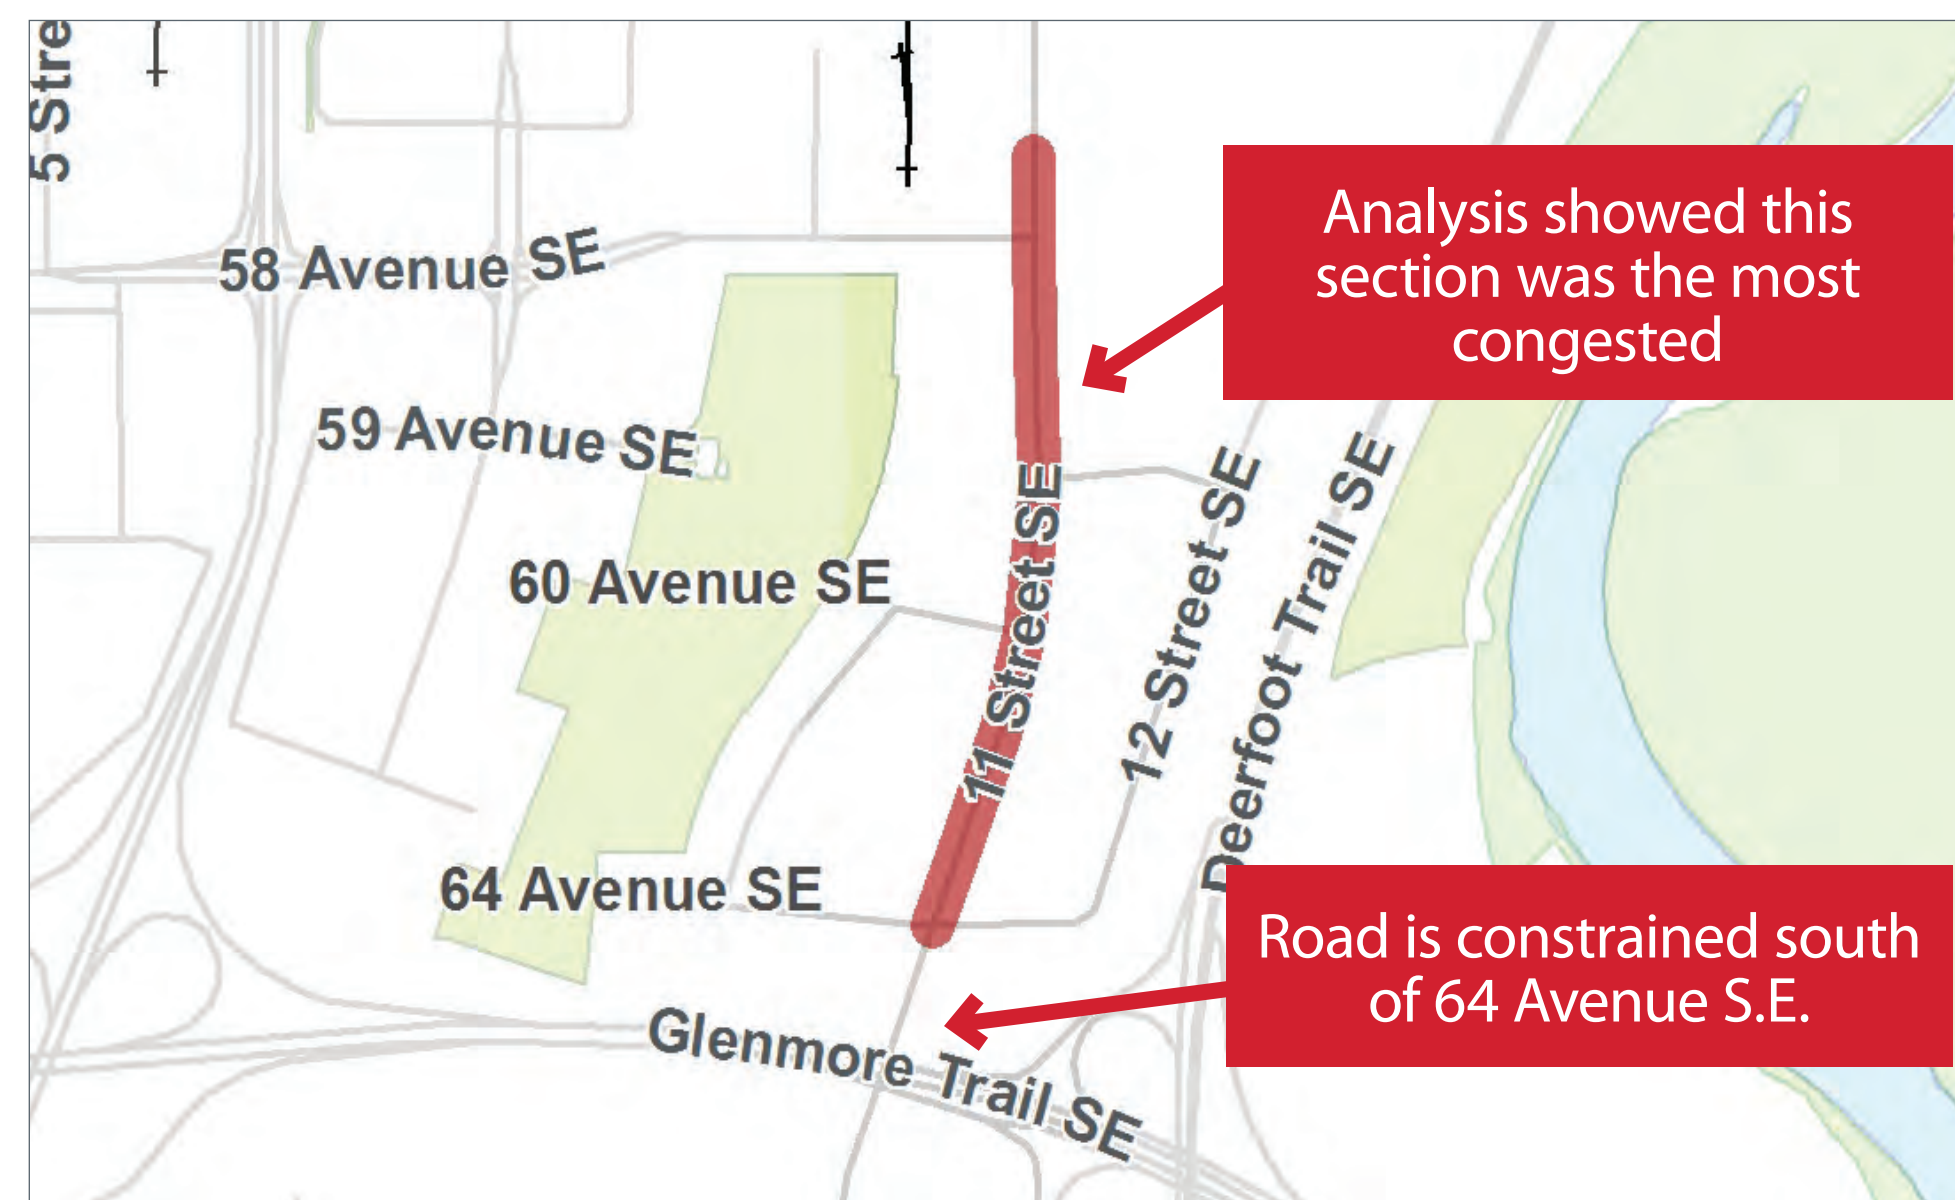 5 Stre
58 Avenue SE
59 Avenue SE
60 Avenue SE
64 Avenue SE
11 Street SE
12 Street SE
Deerfoot Trail SE
Glenmore Trail SE
Analysis showed this
section was the most
congested
Road is constrained south
of 64 Avenue S.E.